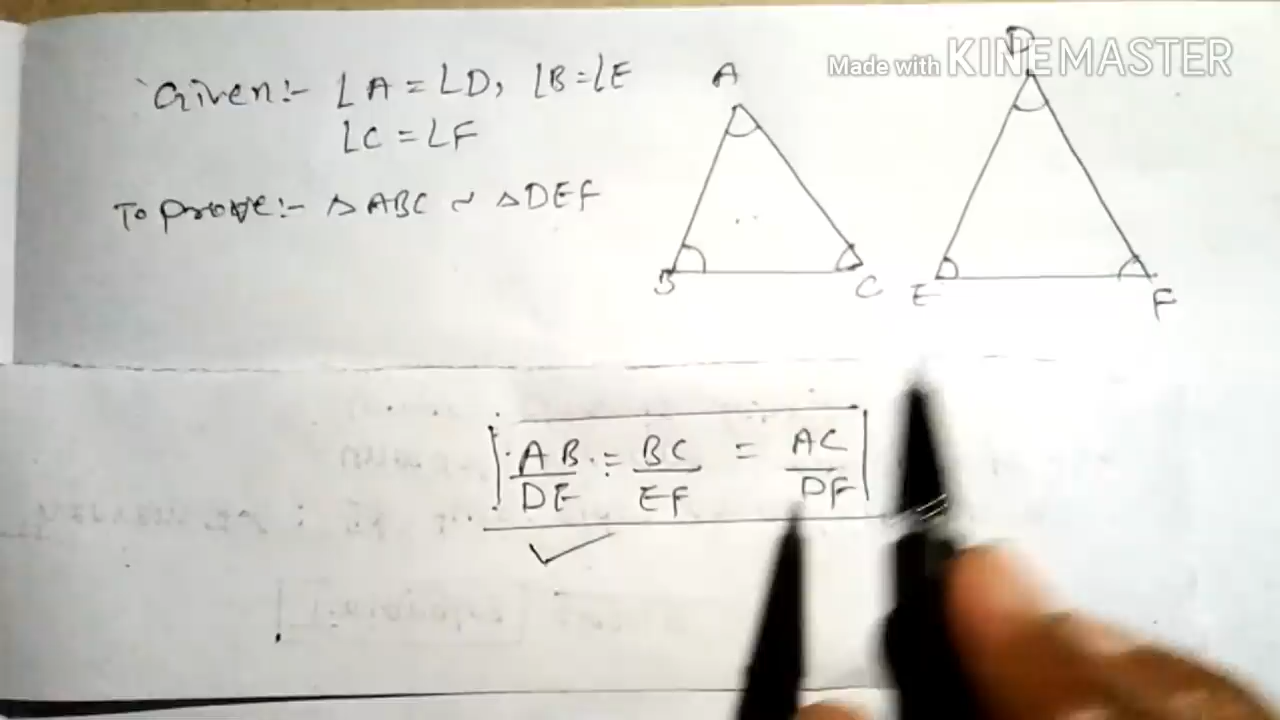 Made with KINEMASTER
Given:- ∠A = ∠D, ∠B = ∠E
∠C = ∠F
To prove:- △ABC ~ △DEF
A
D
B
C
E
F
AB/DE = BC/EF = AC/DF